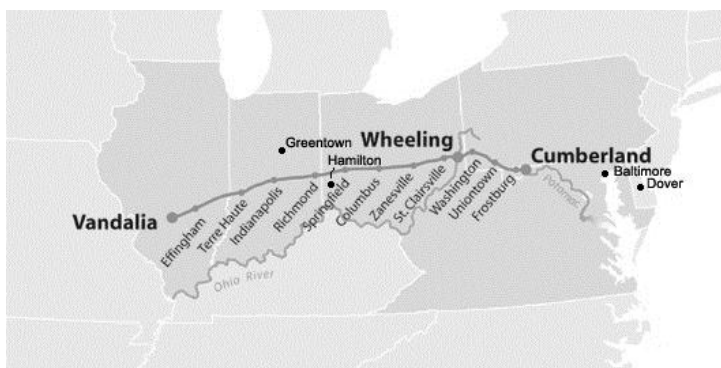 Greentown
Wheeling
Hamilton
Cumberland
Baltimore
Dover
Potomac
Vandalia
Effingham
Terre Haute
Indianapolis
Richmond
Springfield
Columbus
Zanesville
St. Clairsville
Washington
Uniontown
Frostburg
Ohio River